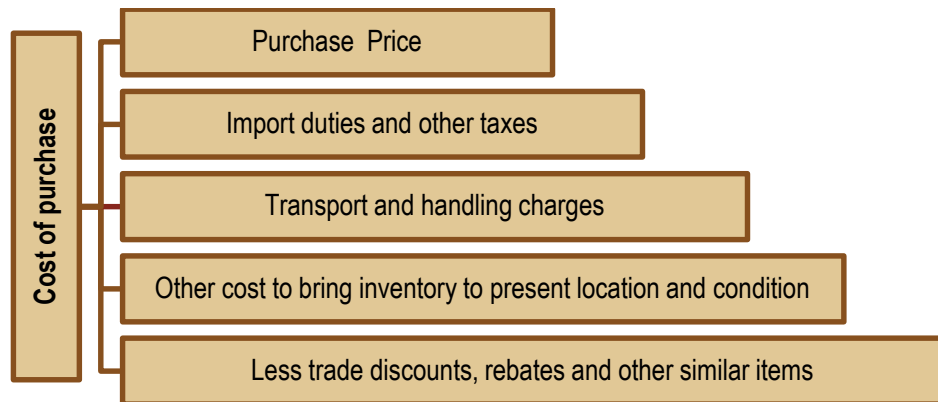 Cost of purchase
Purchase Price
Import duties and other taxes
Transport and handling charges
Other cost to bring inventory to present location and condition
Less trade discounts, rebates and other similar items